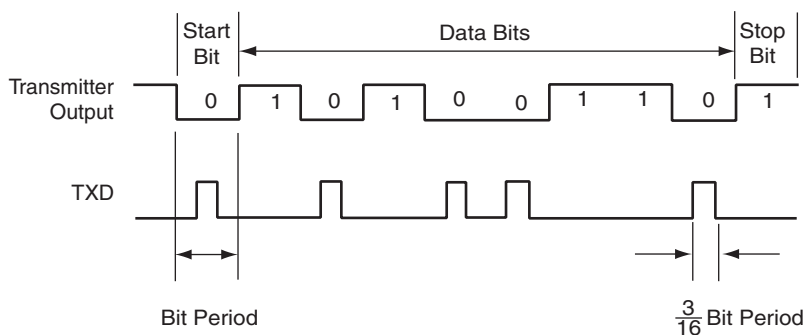 Start
Bit
Data Bits
Stop
Bit
Transmitter
Output
0 1 0 1 0 0 1 1 0 1
TXD
Bit Period
3/16 Bit Period